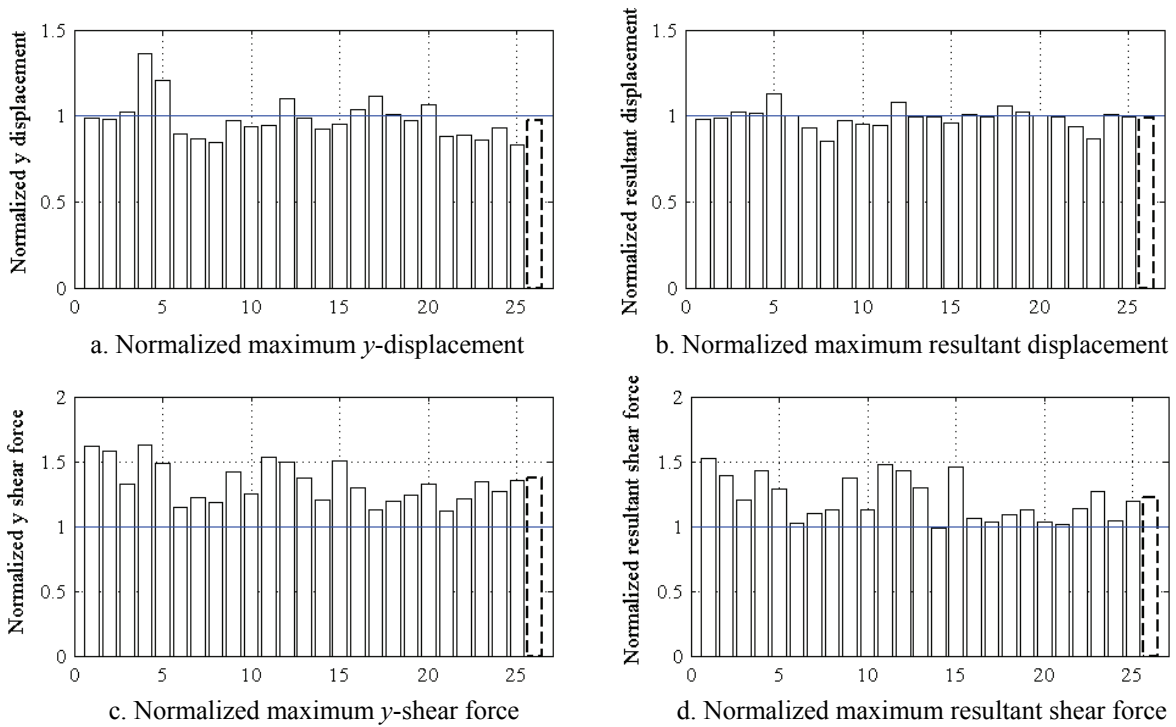 Normalized y displacement
1.5
1
0.5
0
0 5 10 15 20 25
a. Normalized maximum y-displacement
Normalized resultant displacement
1.5
1
0.5
0
0 5 10 15 20 25
b. Normalized maximum resultant displacement
Normalized y shear force
2
1.5
1
0.5
0
0 5 10 15 20 25
c. Normalized maximum y-shear force
Normalized resultant shear force
2
1.5
1
0.5
0
0 5 10 15 20 25
d. Normalized maximum resultant shear force